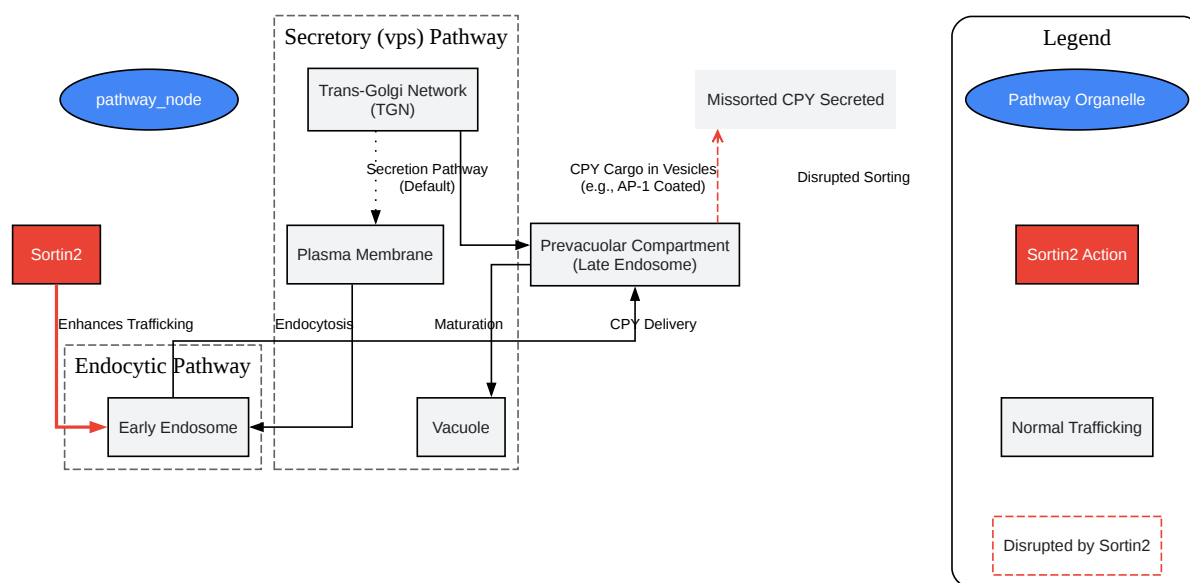 Secretory (vps) Pathway
Legend
pathway_node
Trans-Golgi Network
(TGN)
Missorted CPY Secreted
Pathway Organelle
Secretion Pathway
(Default)
CPY Cargo in Vesicles
(e.g., AP-1 Coated)
Disrupted Sorting
Sortin2
Plasma Membrane
Prevacuolar Compartment
(Late Endosome)
Sortin2 Action
Enhances Trafficking
Endocytosis
Maturation
CPY Delivery
Endocytic Pathway
Early Endosome
Vacuole
Normal Trafficking
Disrupted by Sortin2